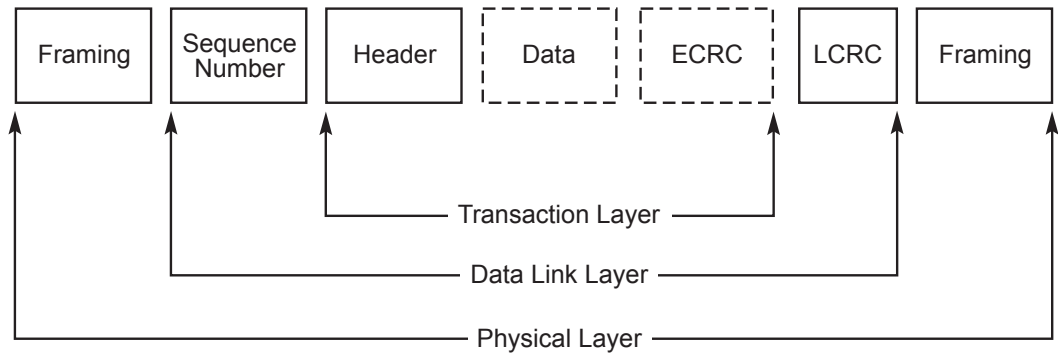 Framing
Sequence
Number
Header
Data
ECRC
LCRC
Framing
Transaction Layer
Data Link Layer
Physical Layer